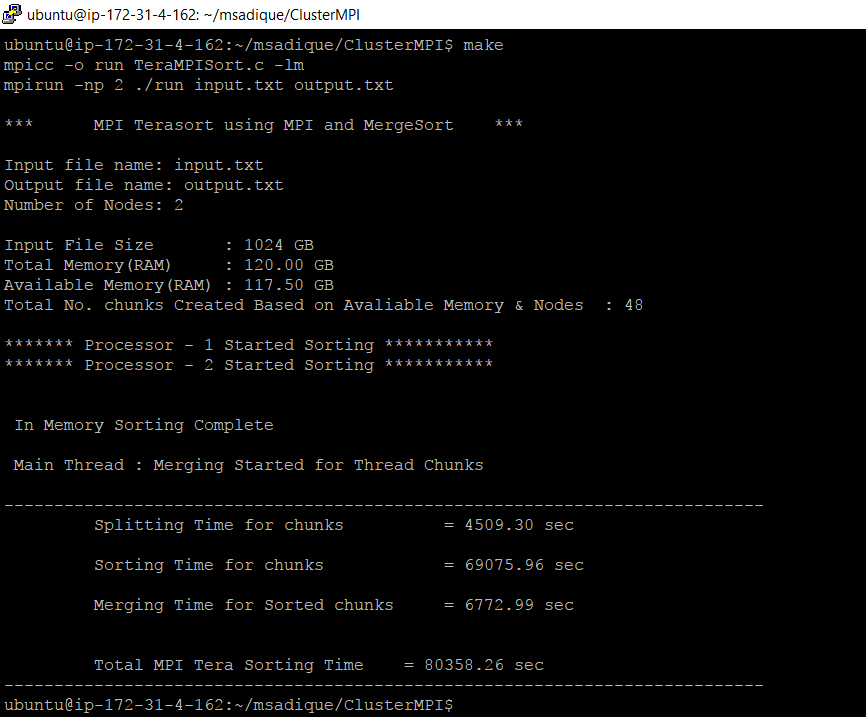 ubuntu@ip-172-31-4-162: ~/msadique/ClusterMPI
ubuntu@ip-172-31-4-162:~/msadique/ClusterMPI$ make
mpicc -o run TeraMPISort.c -lm
mpirun -np 2 ./run input.txt output.txt
*** MPI Terasort using MPI and MergeSort ***
Input file name: input.txt
Output file name: output.txt
Number of Nodes: 2
Input File Size : 1024 GB
Total Memory(RAM) : 120.00 GB
Available Memory(RAM) : 117.50 GB
Total No. chunks Created Based on Avaliable Memory & Nodes : 48
******* Processor - 1 Started Sorting ***********
******* Processor - 2 Started Sorting ***********
In Memory Sorting Complete
Main Thread : Merging Started for Thread Chunks
----------------------------------------------------------------------------
Splitting Time for chunks = 4509.30 sec
Sorting Time for chunks = 69075.96 sec
Merging Time for Sorted chunks = 6772.99 sec
Total MPI Tera Sorting Time = 80358.26 sec
----------------------------------------------------------------------------
ubuntu@ip-172-31-4-162:~/msadique/ClusterMPI$